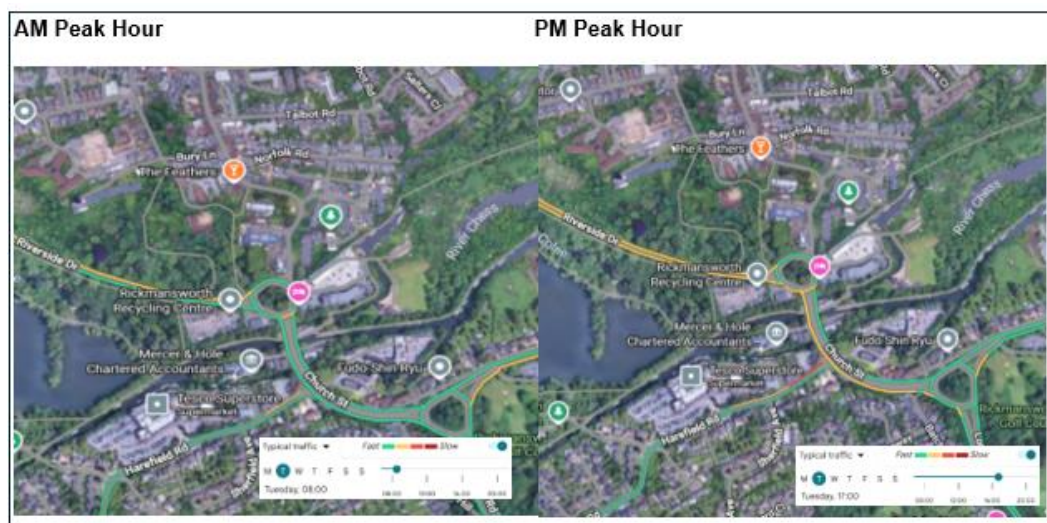 AM Peak Hour
Talbot Rd
Bury Ln
Norfolk Rd
The Feathers
River Chess
Riverside Dr
Rickmansworth
Recycling Centre
Mercer & Hole
Chartered Accountants
Fudo Shin Ryu
Church St
Tesco Superstore
Supermarket
Harefield Rd
Typical traffic
Fast
Slow
M T W T F S S
Tuesday, 08:00
PM Peak Hour
Talbot Rd
Bury Ln
Norfolk Rd
The Feathers
River Chess
Riverside Dr
Rickmansworth
Recycling Centre
Mercer & Hole
Chartered Accountants
Fudo Shin Ryu
Church St
Tesco Superstore
Supermarket
Harefield Rd
Rickmansworth
Typical traffic
Fast
Slow
M T W T F S S
Tuesday, 17:00